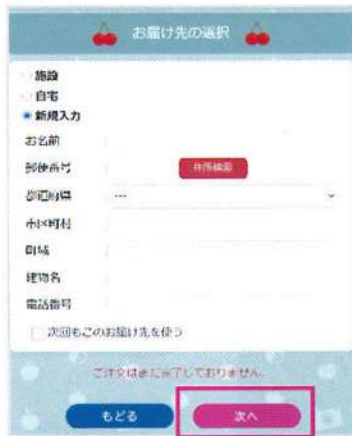 お届け先の選択
施設
自宅
新規入力
お名前
郵便番号
住所検索
都道府県
---
市区町村
町域
建物名
電話番号
次回もこのお届け先を使う
ご注文はまだ完了しておりません。
もどる
次へ